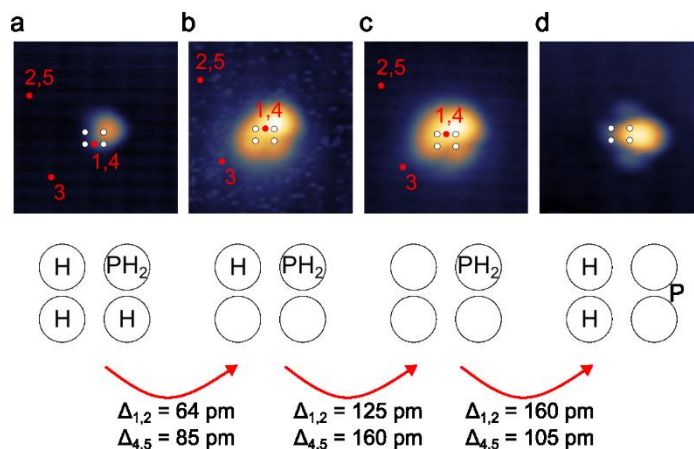 a
b
c
d
2,5
1,4
3
2,5
1,4
3
2,5
1,4
3
H PH₂
H H
H PH₂
PH₂
H
P
H
Δ₁,₂ = 64 pm
Δ₄,₅ = 85 pm
Δ₁,₂ = 125 pm
Δ₄,₅ = 160 pm
Δ₁,₂ = 160 pm
Δ₄,₅ = 105 pm